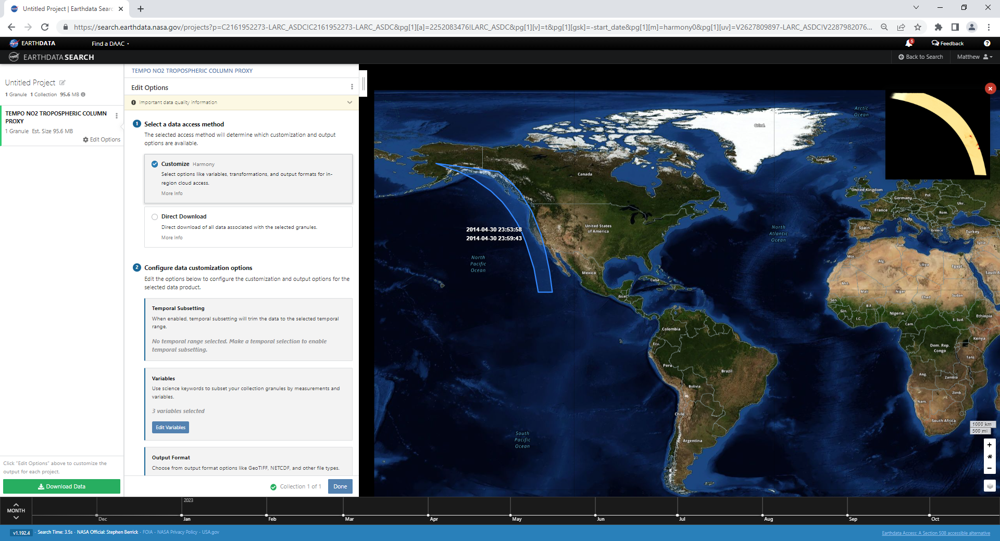 Untitled Project | Earthdata Searc
https://search.earthdata.nasa.gov/projects?p=C2161952273-LARC_ASDC!C2161952273-LARC_ASDC&pg[1][a]=2252083476!LARC_ASDC&pg[1][v]=t&pg[1][gsk]=-start_date&pg[1][m]=harmony0&pg[1][uv]=V2627809897-LARC_ASDC!V2287982076...
EARTHDATA
Find a DAAC
6
Feedback
EARTHDATA SEARCH
Back to Search
Matthew
Untitled Project
1 Granule 1 Collection 95.6 MB
TEMPO NO2 TROPOSPHERIC COLUMN
PROXY
1 Granule Est. Size 95.6 MB
Edit Options
Click "Edit Options" above to customize the
output for each project.
Download Data
TEMPO NO2 TROPOSPHERIC COLUMN PROXY
Edit Options
Important data quality information
1 Select a data access method
The selected access method will determine which customization and output
options are available.
Customize Harmony
Select options like variables, transformations, and output formats for in-
region cloud access.
More Info
Direct Download
Direct download of all data associated with the selected granules.
More Info
2 Configure data customization options
Edit the options below to configure the customization and output options for the
selected data product.
Temporal Subsetting
When enabled, temporal subsetting will trim the data to the selected temporal
range.
No temporal range selected. Make a temporal selection to enable
temporal subsetting.
Variables
Use science keywords to subset your collection granules by measurements and
variables.
3 variables selected
Edit Variables
Output Format
Choose from output format options like GeoTIFF, NETCDF, and other file types.
Collection 1 of 1
Done
Arctic
Ocean
Grlnd.
Iceland
Canada
United Kingdom
Germany
Pol.
Ukr.
France
Rom.
Italy
Spain
Greece
Turkey
Syria
2014-04-30 23:53:58
2014-04-30 23:59:43
United States
of America
North
Atlantic
Ocean
North
Pacific
Ocean
Tun.
Mor.
Alg.
Libya
Egypt
Saudi A
Mexico
Cuba
Guat.
Mrt.
Mali
Niger
Chad
Sudan
Sen.
B.F.
Gin.
Nigeria
I.C.
Cam.
S. Sud.
Ethiopia
Colombia
Ecu.
Kenya
Dem. Rep.
Congo
Tanz.
Peru
Brazil
Ang.
Zambia
Bolivia
Zimb.
Nam.
Chile
South Africa
South
Pacific
Ocean
Argentina
1000 km
500 mi
MONTH
2023
Dec
Jan
Feb
Mar
Apr
May
Jun
Jul
Aug
Sep
Oct
v1.192.4 · Search Time: 3.5s · NASA Official: Stephen Berrick · FOIA · NASA Privacy Policy · USA.gov
Earthdata Access: A Section 508 accessible alternative